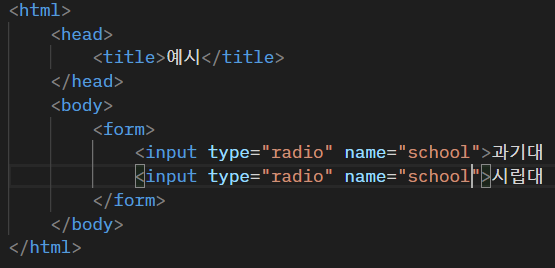 <html>
<head>
<title>예시</title>
</head>
<body>
<form>
<input type="radio" name="school">과기대
<input type="radio" name="school">시립대
</form>
</body>
</html>